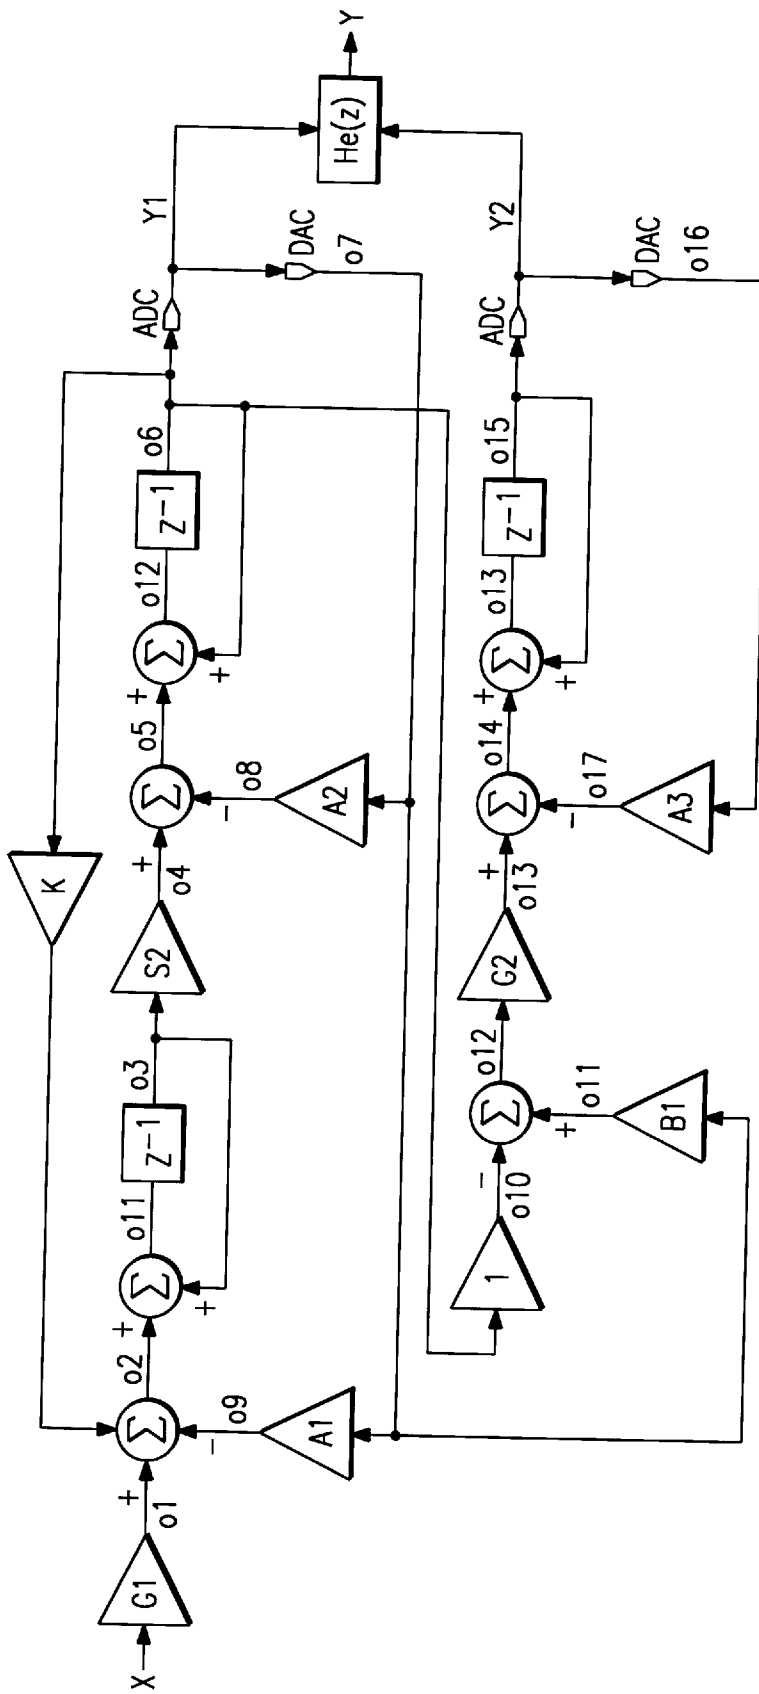 X
G1
+
o1
o2
+
o11
z-1
o3
S2
+
o4
o5
+
o12
z-1
o6
ADC
Y1
K
+
+
-
o9
A1
-
o8
A2
DAC
o7
He(z)
Y
1
-
o10
Σ
o12
G2
+
o13
o14
+
Σ
o13
z-1
o15
ADC
Y2
Σ
Σ
Σ
Σ
Σ
+
o11
B1
-
o17
A3
+
DAC
o16